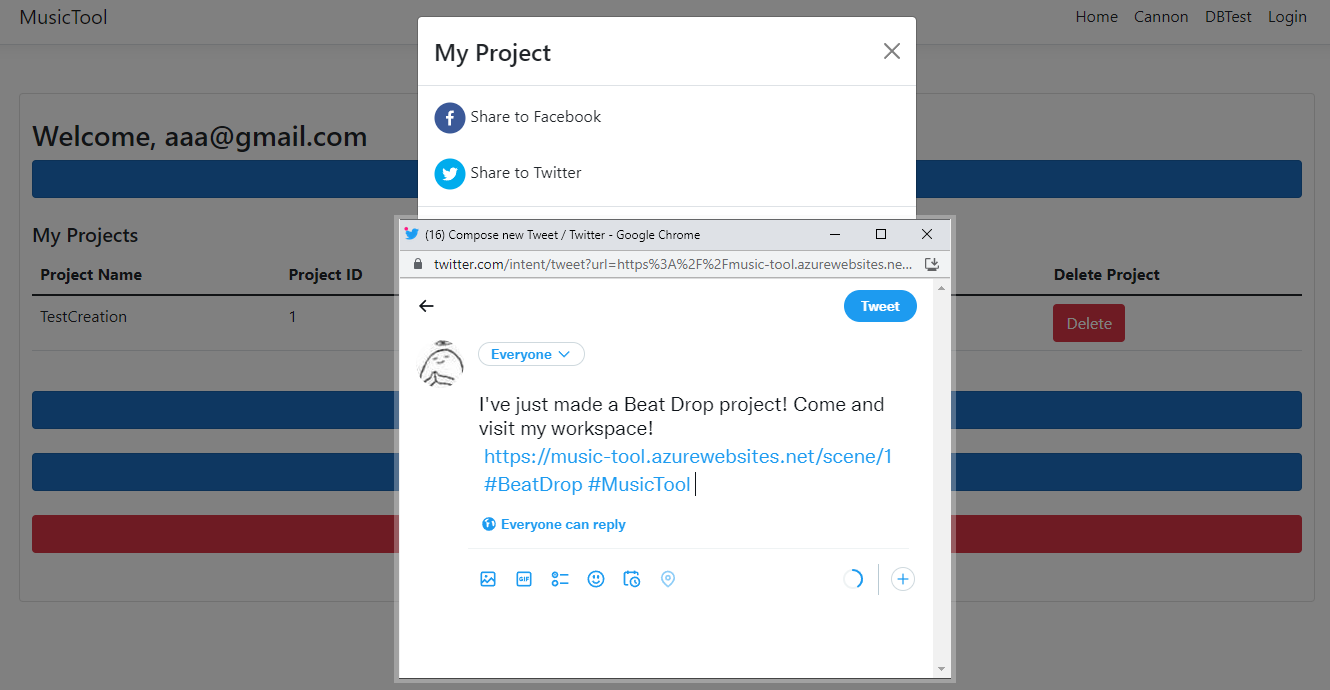 MusicTool
Home Cannon DBTest Login
My Project
Share to Facebook
Share to Twitter
Welcome, aaa@gmail.com
My Projects
Project Name Project ID Delete Project
TestCreation 1 Delete
(16) Compose new Tweet / Twitter - Google Chrome
twitter.com/intent/tweet?url=https%3A%2F%2Fmusic-tool.azurewebsites.ne...
Tweet
Everyone
I've just made a Beat Drop project! Come and
visit my workspace!
https://music-tool.azurewebsites.net/scene/1
#BeatDrop #MusicTool
Everyone can reply
GIF